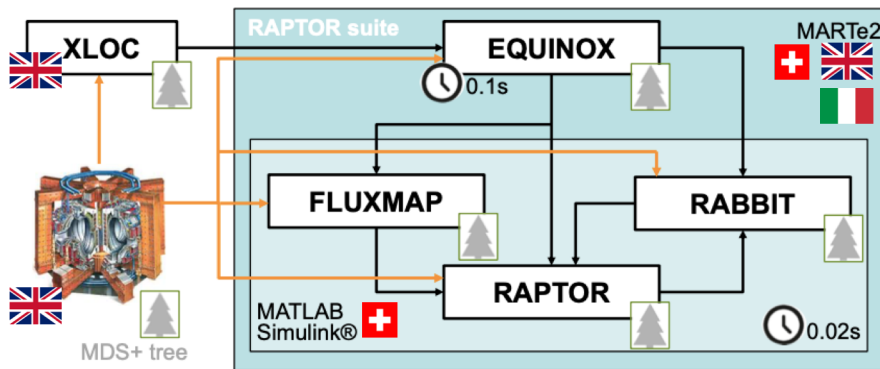 XLOC
RAPTOR suite
EQUINOX
MARTe2
0.1s
FLUXMAP
RABBIT
RAPTOR
MATLAB
Simulink®
0.02s
MDS+ tree